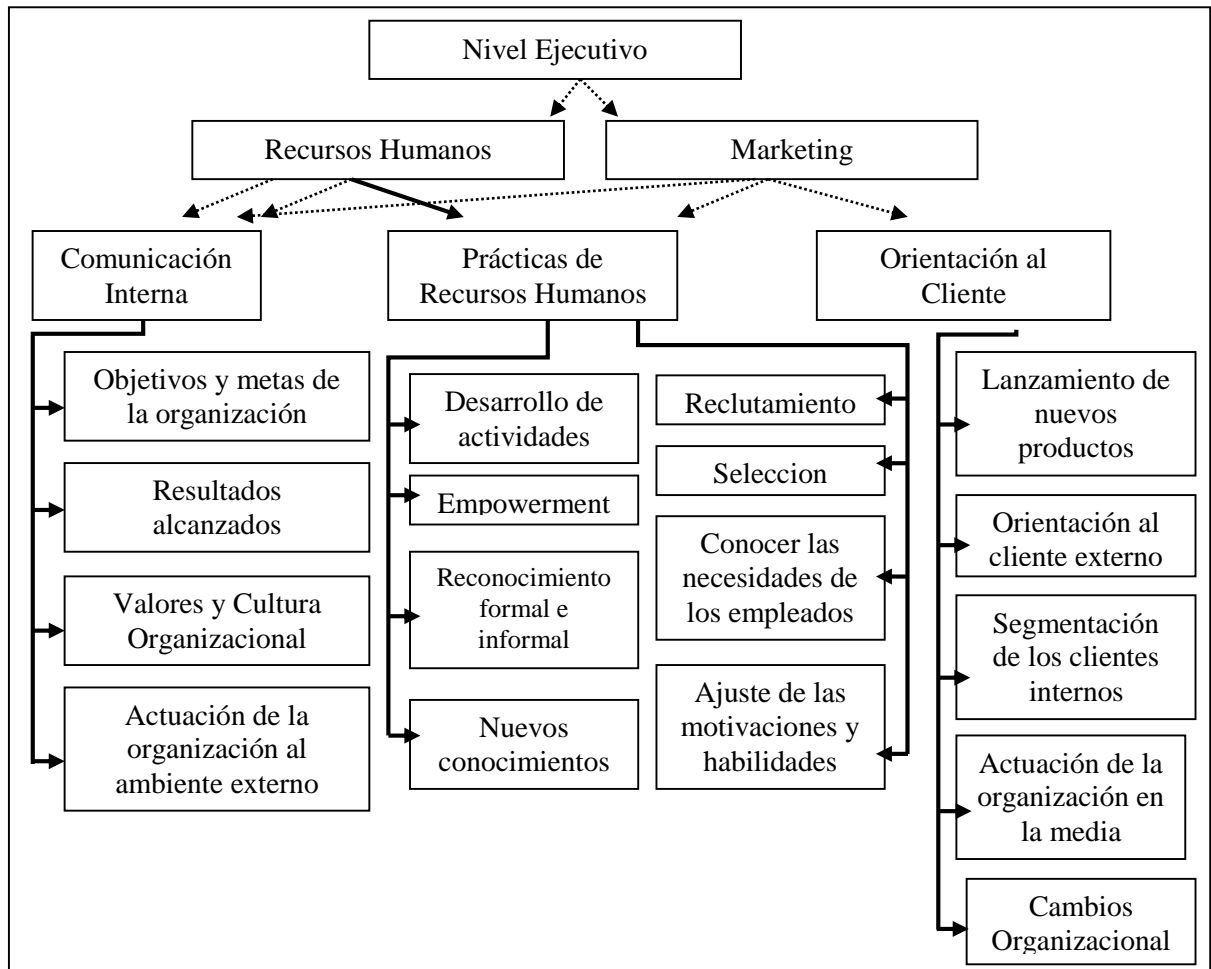 Nivel Ejecutivo
Recursos Humanos
Marketing
Comunicación
Interna
Prácticas de
Recursos Humanos
Orientación al
Cliente
Objetivos y metas de
la organización
Resultados
alcanzados
Valores y Cultura
Organizacional
Actuación de la
organización al
ambiente externo
Desarrollo de
actividades
Empowerment
Reconocimiento
formal e
informal
Nuevos
conocimientos
Reclutamiento
Seleccion
Conocer las
necesidades de
los empleados
Ajuste de las
motivaciones y
habilidades
Lanzamiento de
nuevos
productos
Orientación al
cliente externo
Segmentación
de los clientes
internos
Actuación de la
organización en
la media
Cambios
Organizacional